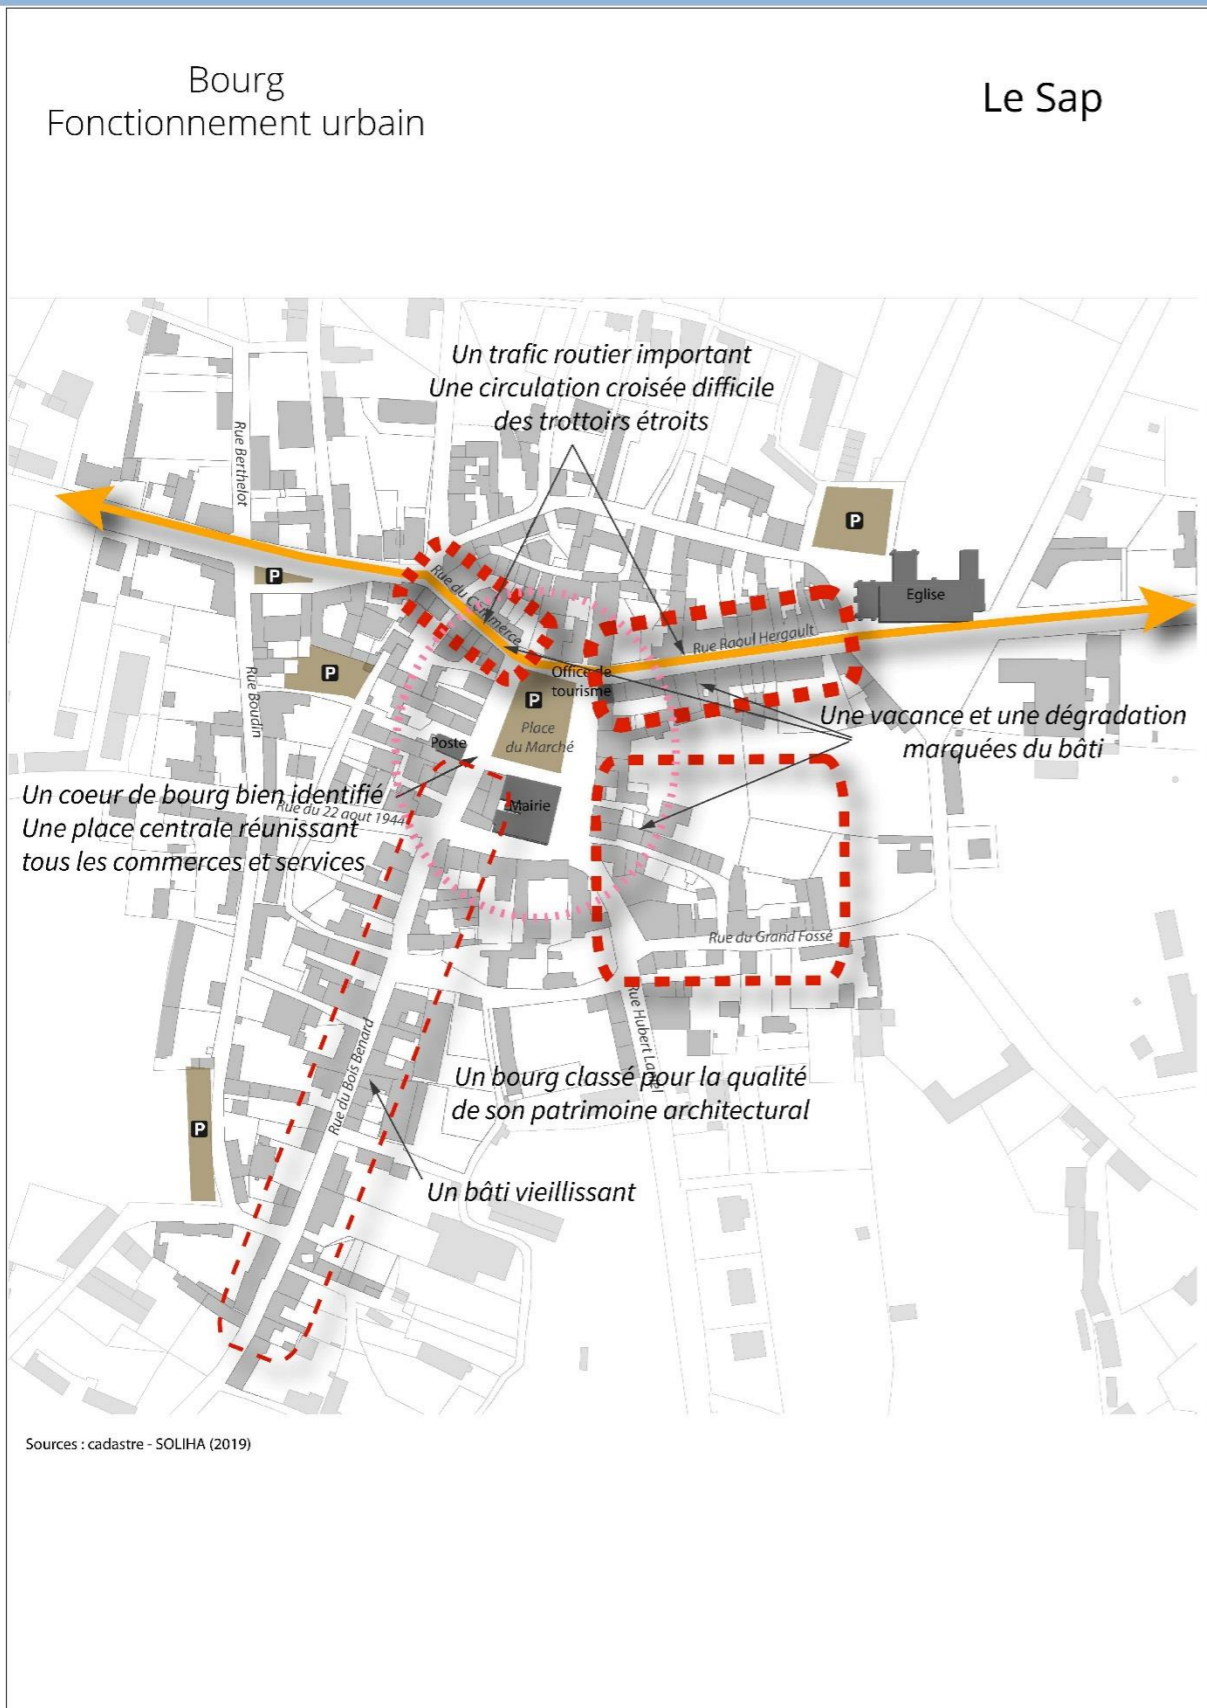 Bourg
Fonctionnement urbain
Le Sap
Un trafic routier important
Une circulation croisée difficile
des trottoirs étroits
Rue Berthelot
P
P
Rue du Commerce
Eglise
Rue Raoul Hergault
Office de
tourisme
P
P
Place
du Marché
Rue Boudin
Poste
Une vacance et une dégradation
marquées du bâti
Mairie
Un coeur de bourg bien identifié
Rue du 22 aout 1944
Une place centrale réunissant
tous les commerces et services
Rue du Grand Fossé
Rue Hubert
Rue du Bois Benard
Un bourg classé pour la qualité
de son patrimoine architectural
P
Un bâti vieillissant
Sources : cadastre - SOLIHA (2019)